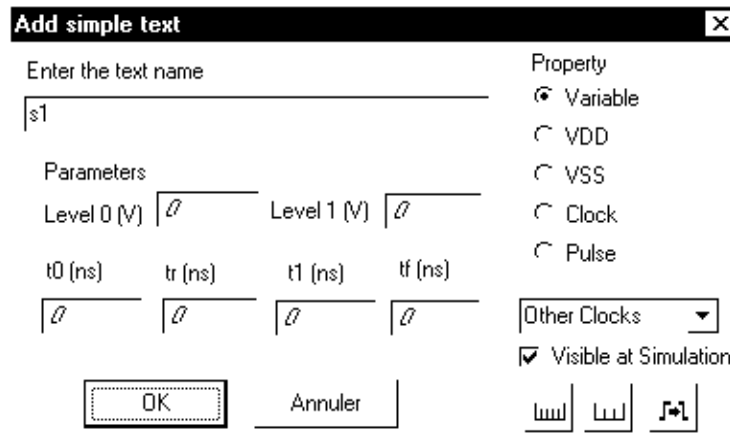 Add simple text
Enter the text name
s1
Parameters
Level 0 (V) 0 Level 1 (V) 0
t0 (ns) tr (ns) t1 (ns) tf (ns)
0 0 0 0
OK Annuler
Property
Variable
VDD
VSS
Clock
Pulse
Other Clocks
Visible at Simulation